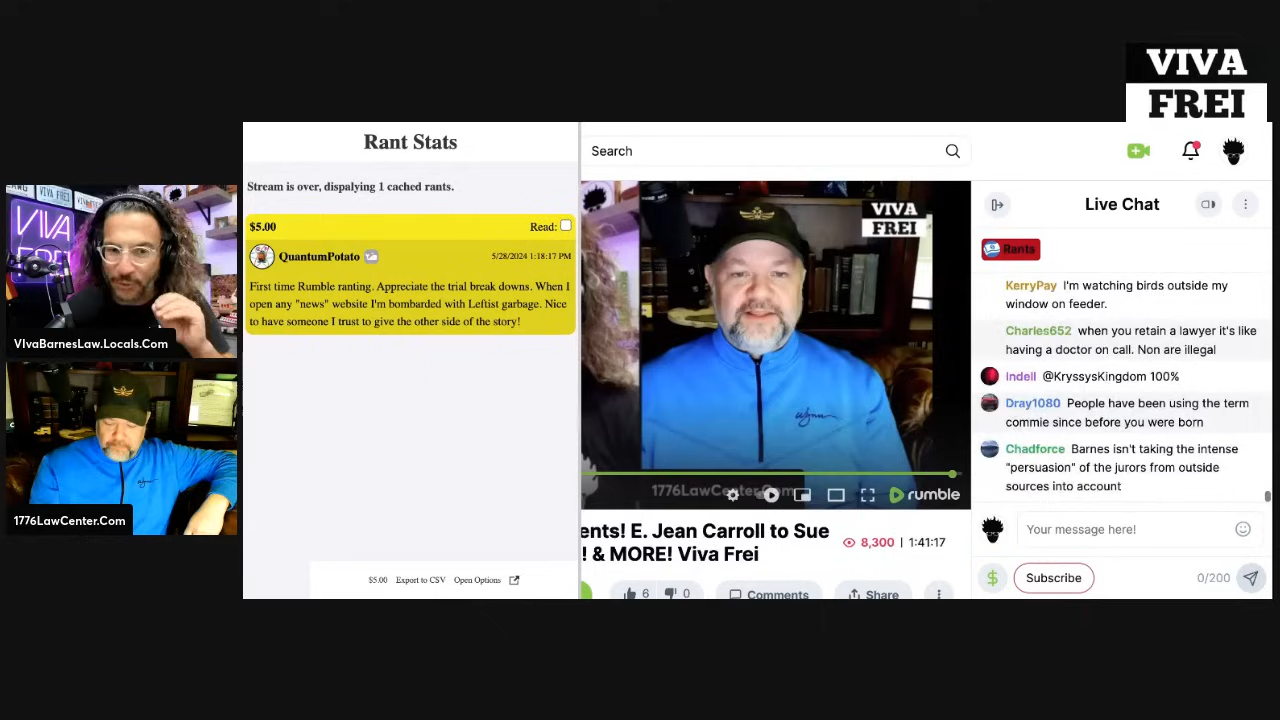 VIVA
FREI
Rant Stats
Stream is over, dispalying 1 cached rants.
$5.00
Read:
QuantumPotato
5/28/2024 1:18:17 PM
First time Rumble ranting. Appreciate the trial break downs. When I
open any "news" website I'm bombarded with Leftist garbage. Nice
to have someone I trust to give the other side of the story!
$5.00 Export to CSV Open Options
Search
VIVA
FREI
1776LawCenter.Com
rumble
ents! E. Jean Carroll to Sue
! & MORE! Viva Frei
8,300 | 1:41:17
6
0
Comments
Share
Live Chat
Rants
KerryPay I'm watching birds outside my
window on feeder.
Charles652 when you retain a lawyer it's like
having a doctor on call. Non are illegal
Indell @KryssysKingdom 100%
Dray1080 People have been using the term
commie since before you were born
Chadforce Barnes isn't taking the intense
"persuasion" of the jurors from outside
sources into account
Your message here!
Subscribe
0/200
VIVA
FREI
VIvaBarnesLaw.Locals.Com
1776LawCenter.Com